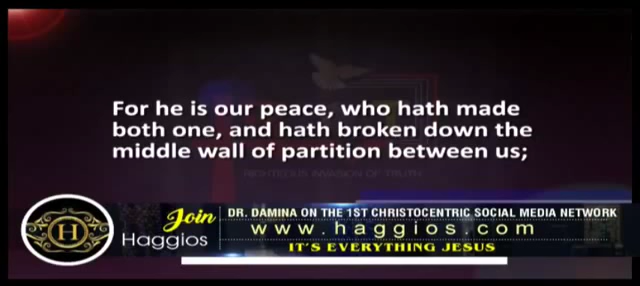 For he is our peace, who hath made
both one, and hath broken down the
middle wall of partition between us;
RIGHTEOUS INVASION OF TRUTH
H
Join
Haggios
DR. DAMINA ON THE 1ST CHRISTOCENTRIC SOCIAL MEDIA NETWORK
www.haggios.com
IT'S EVERYTHING JESUS